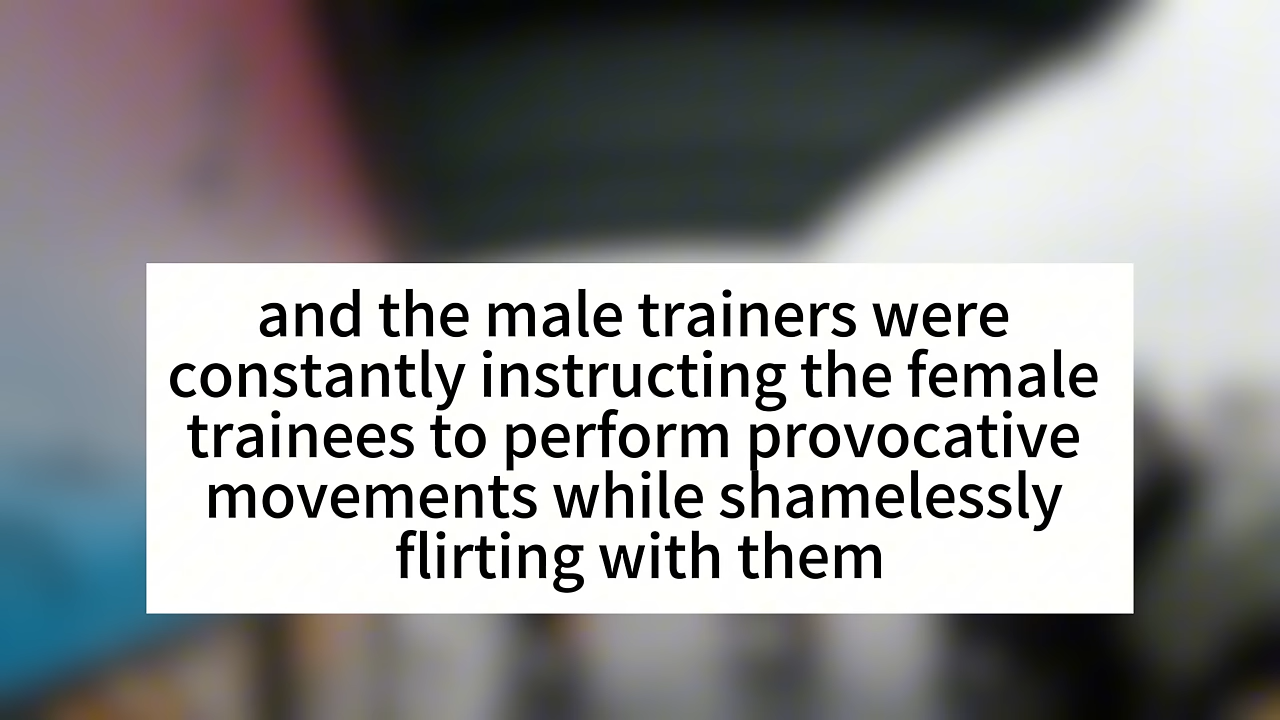 and the male trainers were
constantly instructing the female
trainees to perform provocative
movements while shamelessly
flirting with them